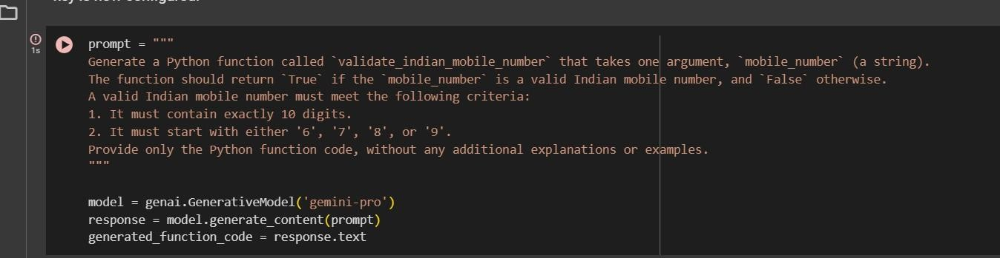 key is now configured.
1s
prompt = """
Generate a Python function called `validate_indian_mobile_number` that takes one argument, `mobile_number` (a string).
The function should return `True` if the `mobile_number` is a valid Indian mobile number, and `False` otherwise.
A valid Indian mobile number must meet the following criteria:
1. It must contain exactly 10 digits.
2. It must start with either '6', '7', '8', or '9'.
Provide only the Python function code, without any additional explanations or examples.
"""
model = genai.GenerativeModel('gemini-pro')
response = model.generate_content(prompt)
generated_function_code = response.text